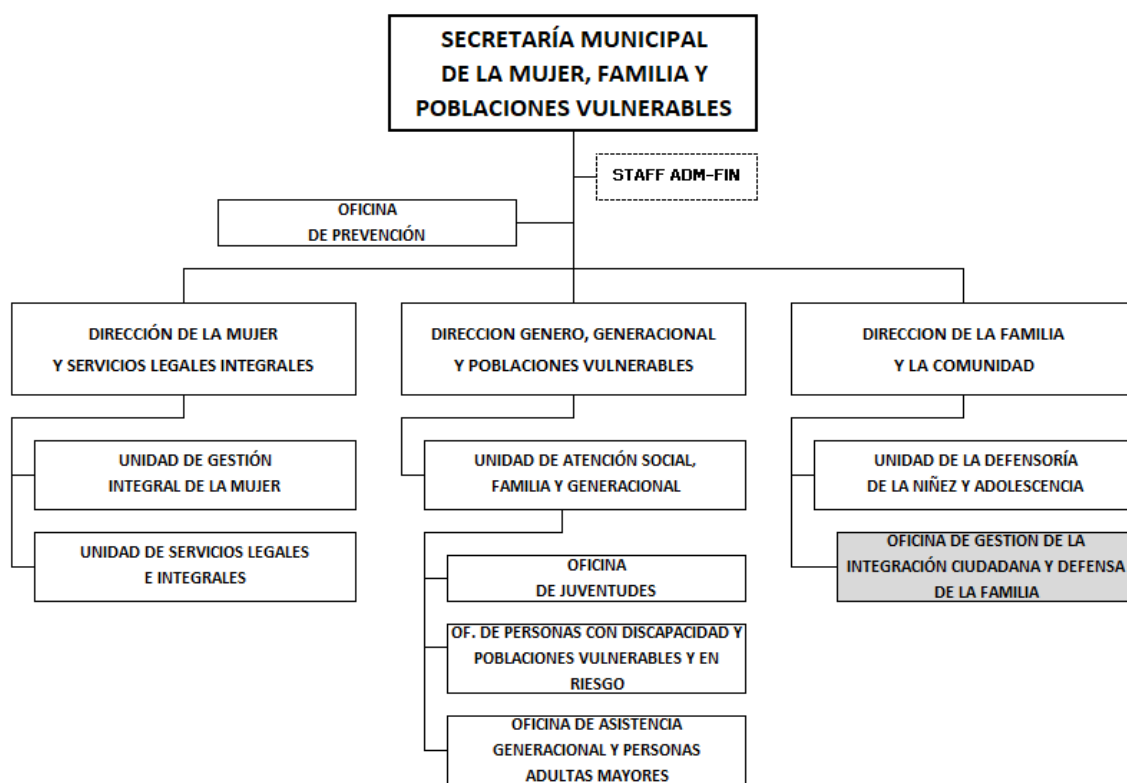 SECRETARÍA MUNICIPAL
DE LA MUJER, FAMILIA Y
POBLACIONES VULNERABLES
STAFF ADM-FIN
OFICINA
DE PREVENCIÓN
DIRECCIÓN DE LA MUJER
Y SERVICIOS LEGALES INTEGRALES
DIRECCION GENERO, GENERACIONAL
Y POBLACIONES VULNERABLES
DIRECCION DE LA FAMILIA
Y LA COMUNIDAD
UNIDAD DE GESTIÓN
INTEGRAL DE LA MUJER
UNIDAD DE SERVICIOS LEGALES
E INTEGRALES
UNIDAD DE ATENCIÓN SOCIAL,
FAMILIA Y GENERACIONAL
OFICINA
DE JUVENTUDES
OF. DE PERSONAS CON DISCAPACIDAD Y
POBLACIONES VULNERABLES Y EN
RIESGO
OFICINA DE ASISTENCIA
GENERACIONAL Y PERSONAS
ADULTAS MAYORES
UNIDAD DE LA DEFENSORÍA
DE LA NIÑEZ Y ADOLESCENCIA
OFICINA DE GESTIÓN DE LA
INTEGRACIÓN CIUDADANA Y DEFENSA
DE LA FAMILIA